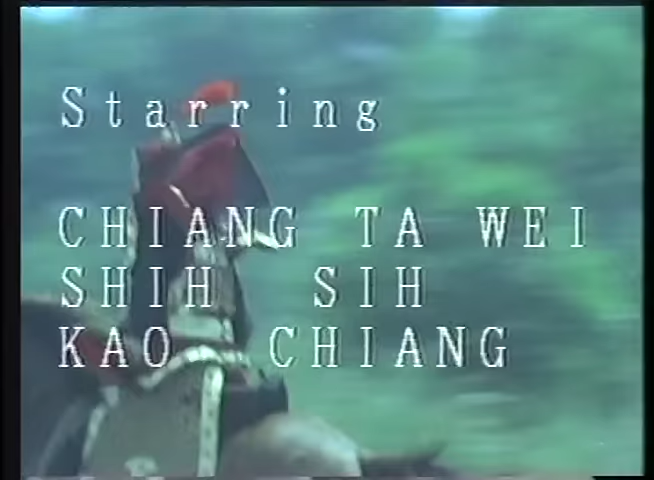 Starring
CHIANG TA WEI
SHIH SIH
KAO CHIANG